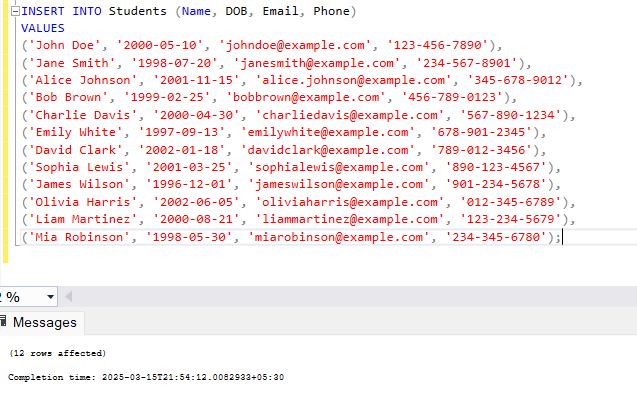 INSERT INTO Students (Name, DOB, Email, Phone)
VALUES
('John Doe', '2000-05-10', 'johndoe@example.com', '123-456-7890'),
('Jane Smith', '1998-07-20', 'janesmith@example.com', '234-567-8901'),
('Alice Johnson', '2001-11-15', 'alice.johnson@example.com', '345-678-9012'),
('Bob Brown', '1999-02-25', 'bobbrown@example.com', '456-789-0123'),
('Charlie Davis', '2000-04-30', 'charliedavis@example.com', '567-890-1234'),
('Emily White', '1997-09-13', 'emilywhite@example.com', '678-901-2345'),
('David Clark', '2002-01-18', 'davidclark@example.com', '789-012-3456'),
('Sophia Lewis', '2001-03-25', 'sophialewis@example.com', '890-123-4567'),
('James Wilson', '1996-12-01', 'jameswilson@example.com', '901-234-5678'),
('Olivia Harris', '2002-06-05', 'oliviaharris@example.com', '012-345-6789'),
('Liam Martinez', '2000-08-21', 'liammartinez@example.com', '123-234-5679'),
('Mia Robinson', '1998-05-30', 'miarobinson@example.com', '234-345-6780');
%
Messages
(12 rows affected)
Completion time: 2025-03-15T21:54:12.0082933+05:30